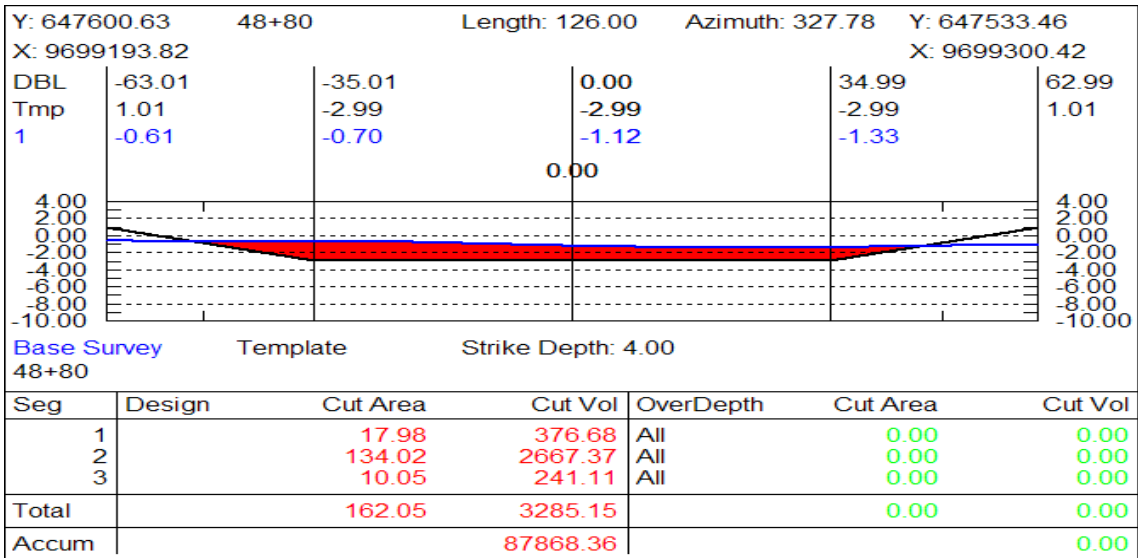 Y: 647600.63 48+80 Length: 126.00 Azimuth: 327.78 Y: 647533.46
X: 9699193.82 X: 9699300.42
DBL -63.01 -35.01 0.00 34.99 62.99
Tmp 1.01 -2.99 -2.99 -2.99 1.01
1 -0.61 -0.70 -1.12 -1.33
0.00
4.00 4.00
2.00 2.00
0.00 0.00
-2.00 -2.00
-4.00 -4.00
-6.00 -6.00
-8.00 -8.00
-10.00 -10.00
Base Survey Template Strike Depth: 4.00
48+80
Seg Design Cut Area Cut Vol OverDepth Cut Area Cut Vol
1 17.98 376.68 All 0.00 0.00
2 134.02 2667.37 All 0.00 0.00
3 10.05 241.11 All 0.00 0.00
Total 162.05 3285.15 0.00 0.00
Accum 87868.36 0.00